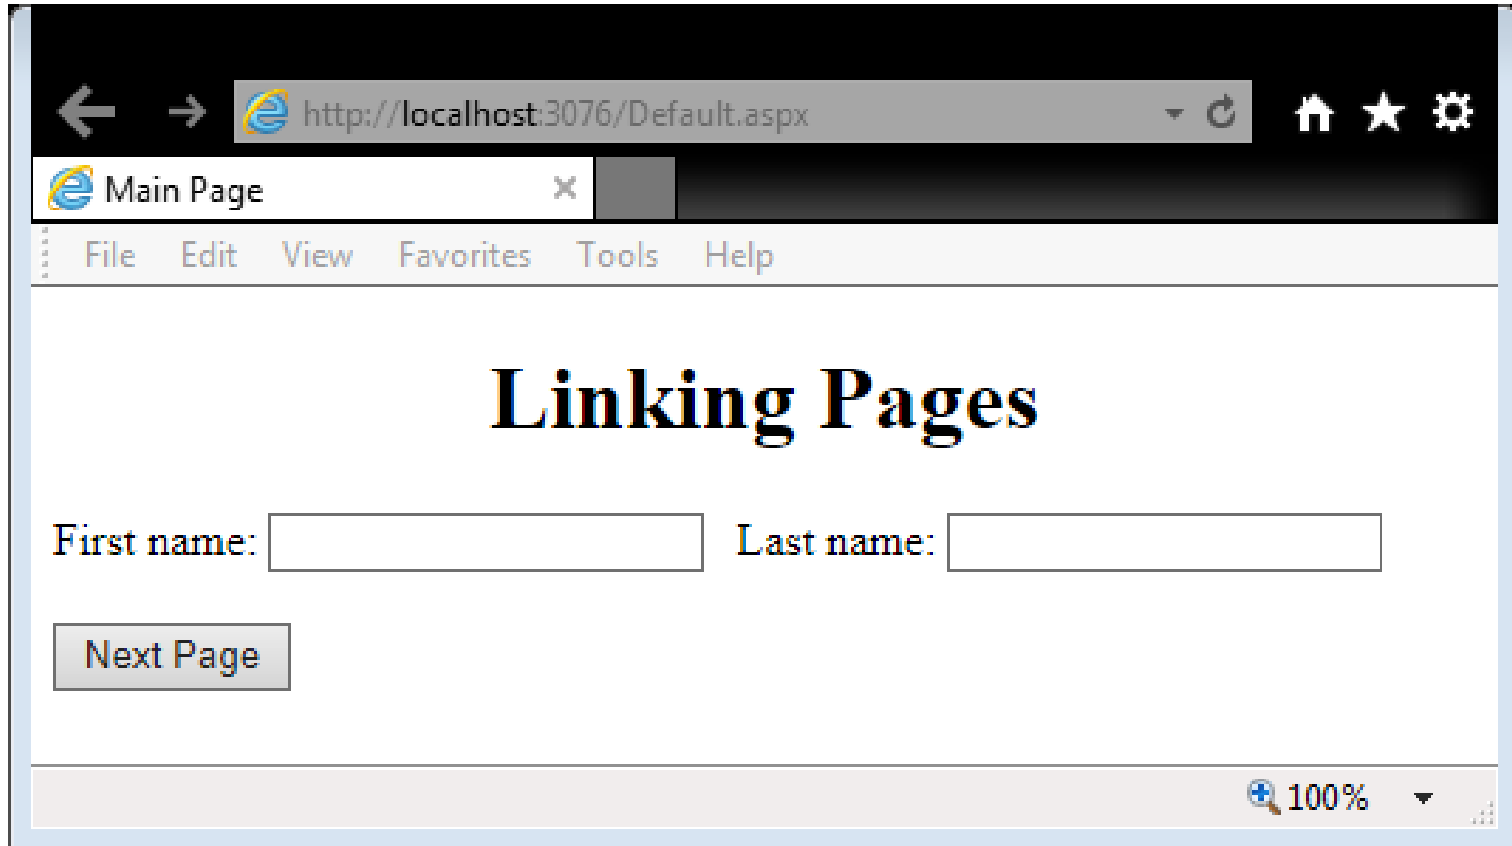 http://localhost:3076/Default.aspx
Main Page
File Edit View Favorites Tools Help
Linking Pages
First name: Last name:
Next Page
100%